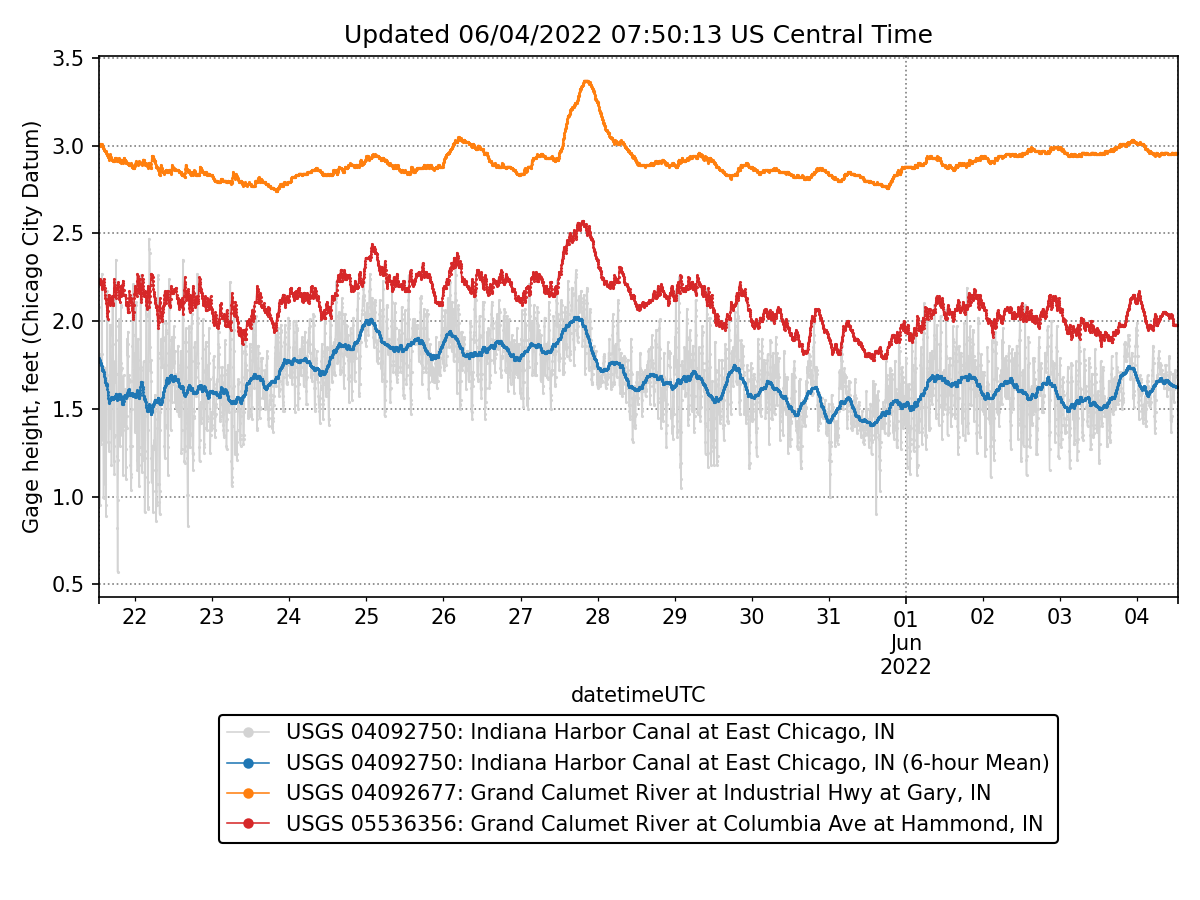 Updated 06/04/2022 07:50:13 US Central Time
Gage height, feet (Chicago City Datum)
3.5
3.0
2.5
2.0
1.5
1.0
0.5
22 23 24 25 26 27 28 29 30 31 01 02 03 04
Jun
2022
datetimeUTC
USGS 04092750: Indiana Harbor Canal at East Chicago, IN
USGS 04092750: Indiana Harbor Canal at East Chicago, IN (6-hour Mean)
USGS 04092677: Grand Calumet River at Industrial Hwy at Gary, IN
USGS 05536356: Grand Calumet River at Columbia Ave at Hammond, IN